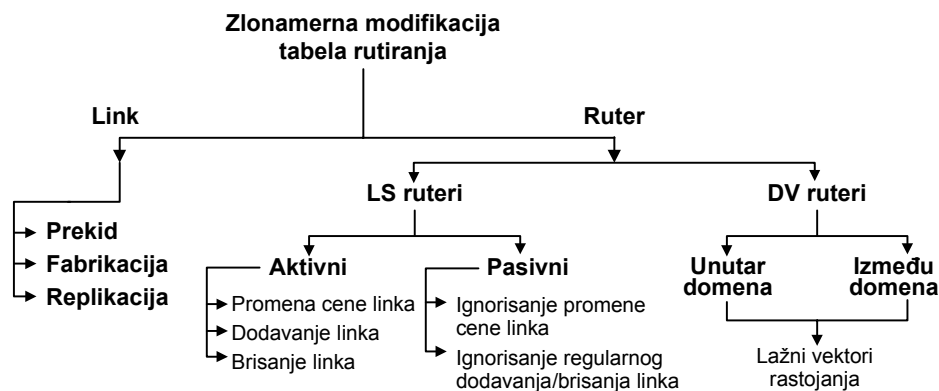 Zlonamerna modifikacija
tabela rutiranja
Link
Ruter
LS ruteri
DV ruteri
Prekid
Fabrikacija
Replikacija
Aktivni
Promena cene linka
Dodavanje linka
Brisanje linka
Pasivni
Ignorisanje promene
cene linka
Ignorisanje regularnog
dodavanja/brisanja linka
Unutar
domena
Između
domena
Lažni vektori
rastojanja